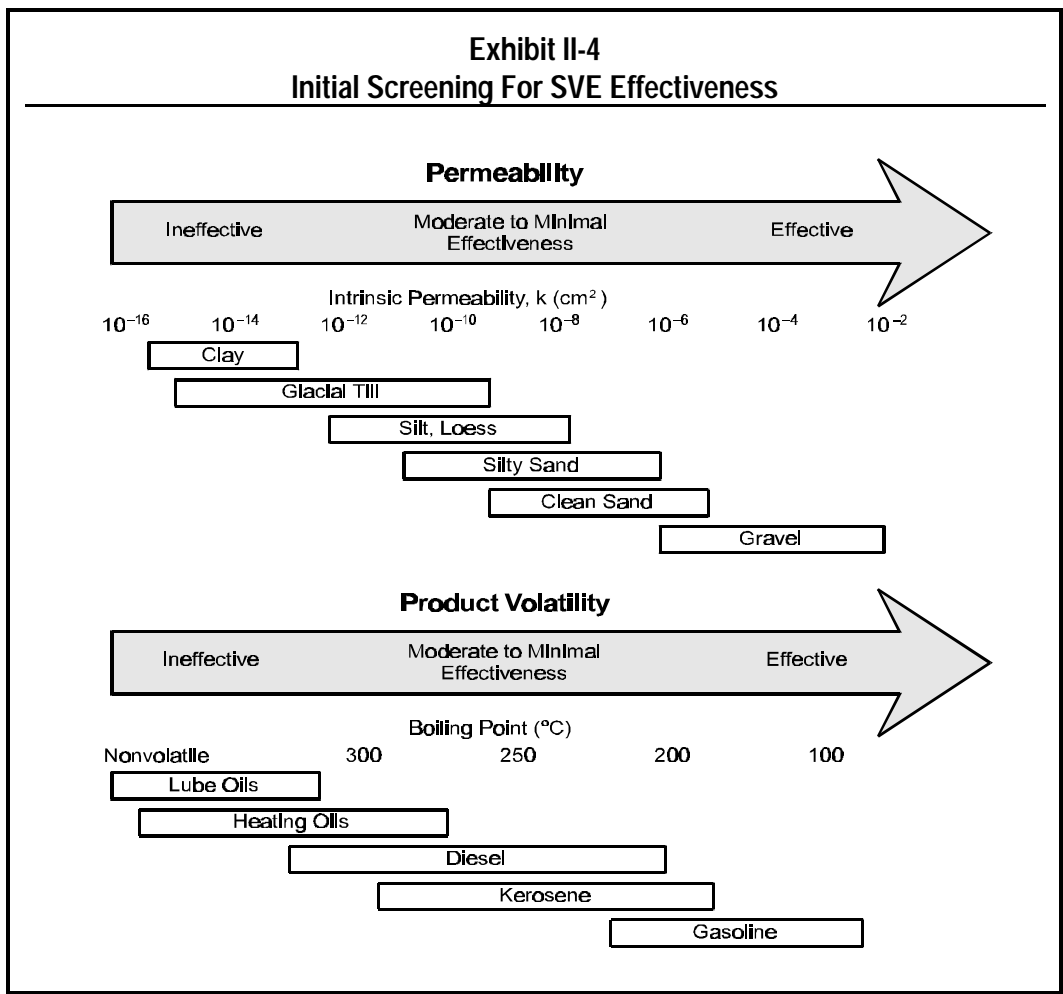 Exhibit II-4
Initial Screening For SVE Effectiveness
Permeability
Ineffective
Moderate to Minimal
Effectiveness
Effective
Intrinsic Permeability, k (cm²)
10⁻¹⁶ 10⁻¹⁴ 10⁻¹² 10⁻¹⁰ 10⁻⁸ 10⁻⁶ 10⁻⁴ 10⁻²
Clay
Glacial Till
Silt, Loess
Silty Sand
Clean Sand
Gravel
Product Volatility
Ineffective
Moderate to Minimal
Effectiveness
Effective
Boiling Point (ºC)
Nonvolatile 300 250 200 100
Lube Oils
Heating Oils
Diesel
Kerosene
Gasoline